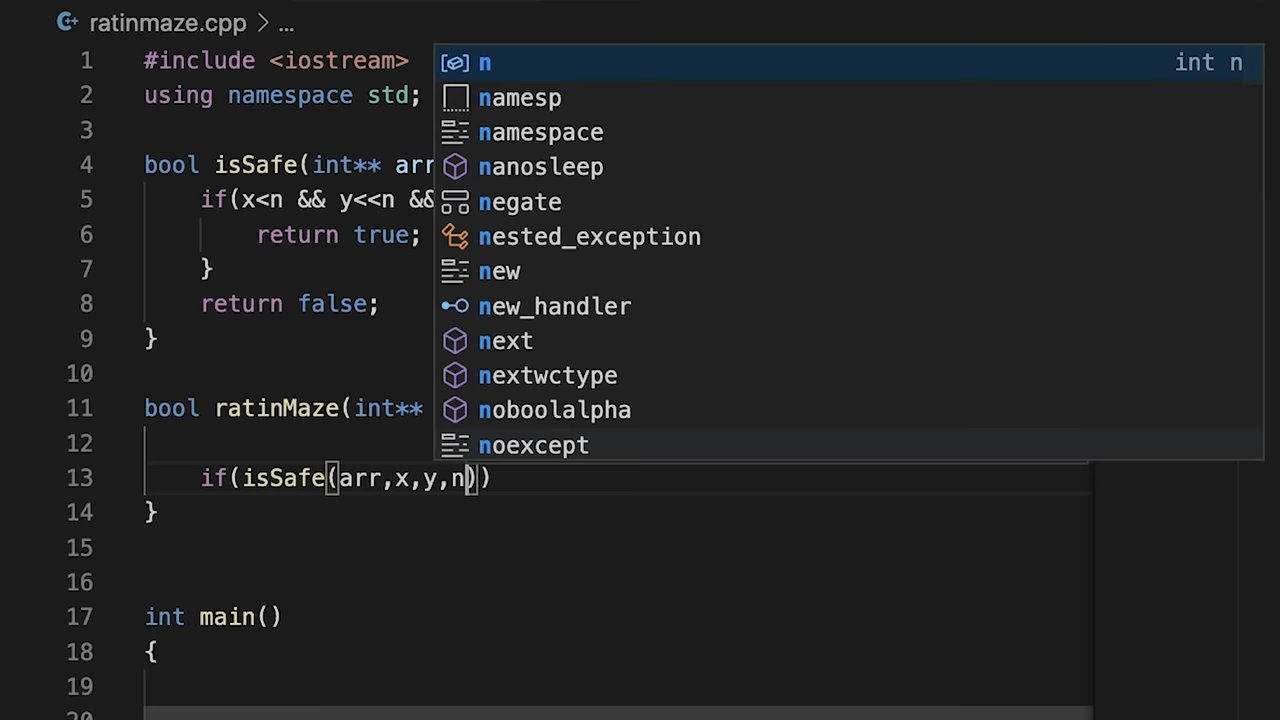 ratinmaze.cpp > ...
1 #include <iostream>
2 using namespace std;
3
4 bool isSafe(int** arr
5 if(x<n && y<<n &&
6 return true;
7 }
8 return false;
9 }
10
11 bool ratinMaze(int**
12
13 if(isSafe(arr,x,y,n))
14 }
15
16
17 int main()
18 {
19
20
n int n
namesp
namespace
nanosleep
negate
nested_exception
new
new_handler
next
nextwctype
noboolalpha
noexcept